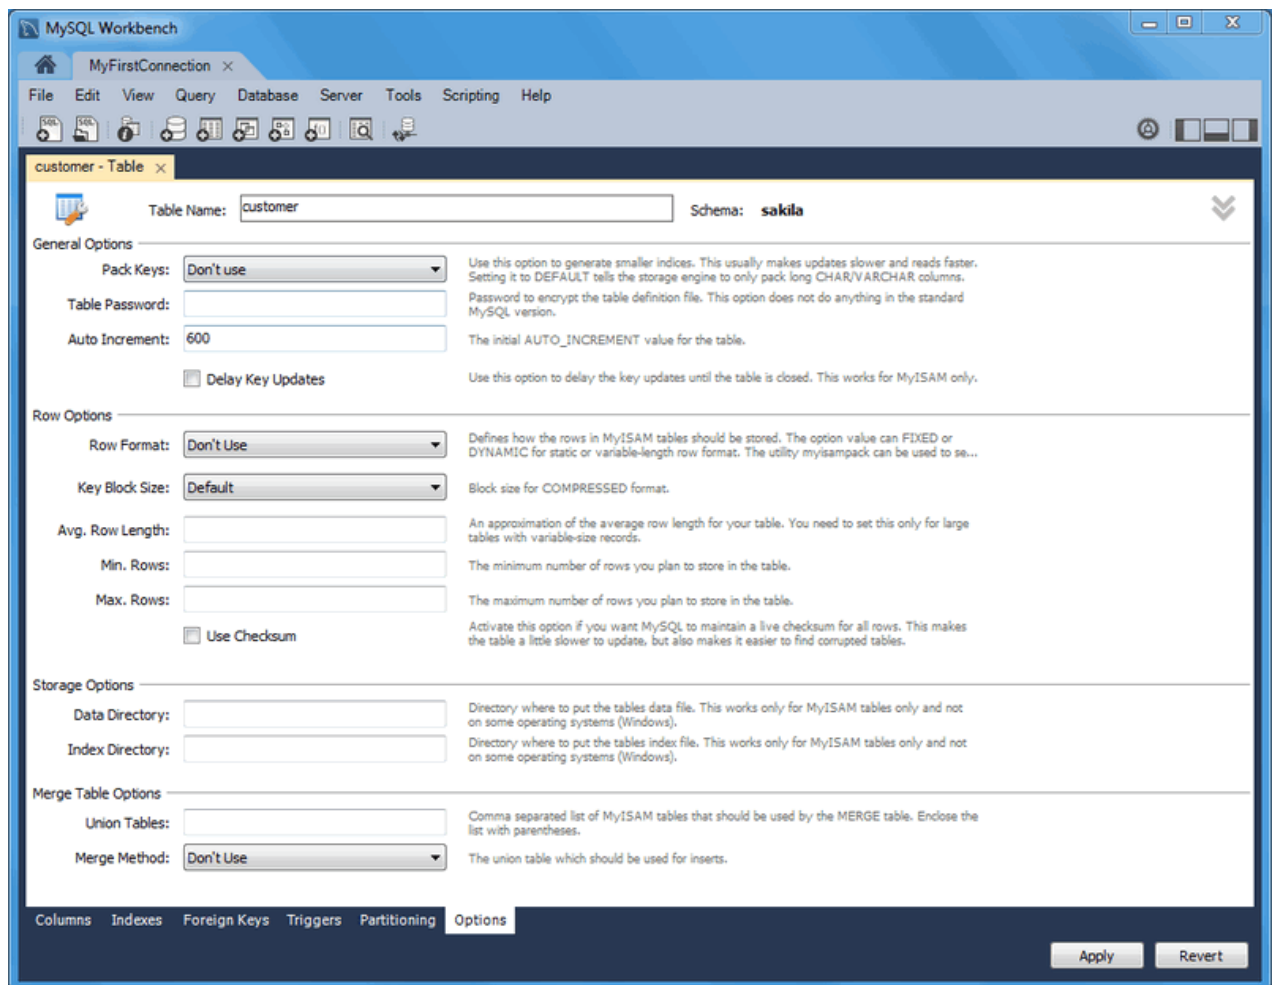 MySQL Workbench
MyFirstConnection
File Edit View Query Database Server Tools Scripting Help
customer - Table
Table Name: customer Schema: sakila
General Options
Pack Keys: Don't use
Use this option to generate smaller indices. This usually makes updates slower and reads faster.
Setting it to DEFAULT tells the storage engine to only pack long CHAR/VARCHAR columns.
Table Password:
Password to encrypt the table definition file. This option does not do anything in the standard
MySQL version.
Auto Increment: 600 The initial AUTO_INCREMENT value for the table.
Delay Key Updates Use this option to delay the key updates until the table is closed. This works for MyISAM only.
Row Options
Row Format: Don't Use
Defines how the rows in MyISAM tables should be stored. The option value can FIXED or
DYNAMIC for static or variable-length row format. The utility myisampack can be used to se...
Key Block Size: Default Block size for COMPRESSED format.
Avg. Row Length:
An approximation of the average row length for your table. You need to set this only for large
tables with variable-size records.
Min. Rows: The minimum number of rows you plan to store in the table.
Max. Rows: The maximum number of rows you plan to store in the table.
Use Checksum
Activate this option if you want MySQL to maintain a live checksum for all rows. This makes
the table a little slower to update, but also makes it easier to find corrupted tables.
Storage Options
Data Directory:
Directory where to put the tables data file. This works only for MyISAM tables only and not
on some operating systems (Windows).
Index Directory:
Directory where to put the tables index file. This works only for MyISAM tables only and not
on some operating systems (Windows).
Merge Table Options
Union Tables:
Comma separated list of MyISAM tables that should be used by the MERGE table. Enclose the
list with parentheses.
Merge Method: Don't Use The union table which should be used for inserts.
Columns Indexes Foreign Keys Triggers Partitioning Options
Apply Revert